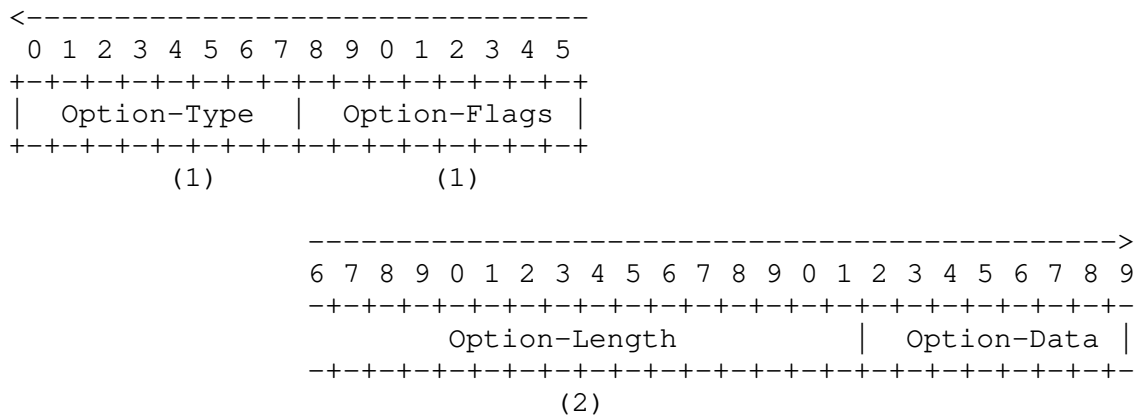 <--------------------------------
0 1 2 3 4 5 6 7 8 9 0 1 2 3 4 5
+-+-+-+-+-+-+-+-+-+-+-+-+-+-+-+-+
| Option-Type | Option-Flags |
+-+-+-+-+-+-+-+-+-+-+-+-+-+-+-+-+
(1) (1)
---------------------------------------------->
6 7 8 9 0 1 2 3 4 5 6 7 8 9 0 1 2 3 4 5 6 7 8 9
-+-+-+-+-+-+-+-+-+-+-+-+-+-+-+-+-+-+-+-+-+-+-+-
Option-Length | Option-Data |
-+-+-+-+-+-+-+-+-+-+-+-+-+-+-+-+-+-+-+-+-+-+-+-
(2)